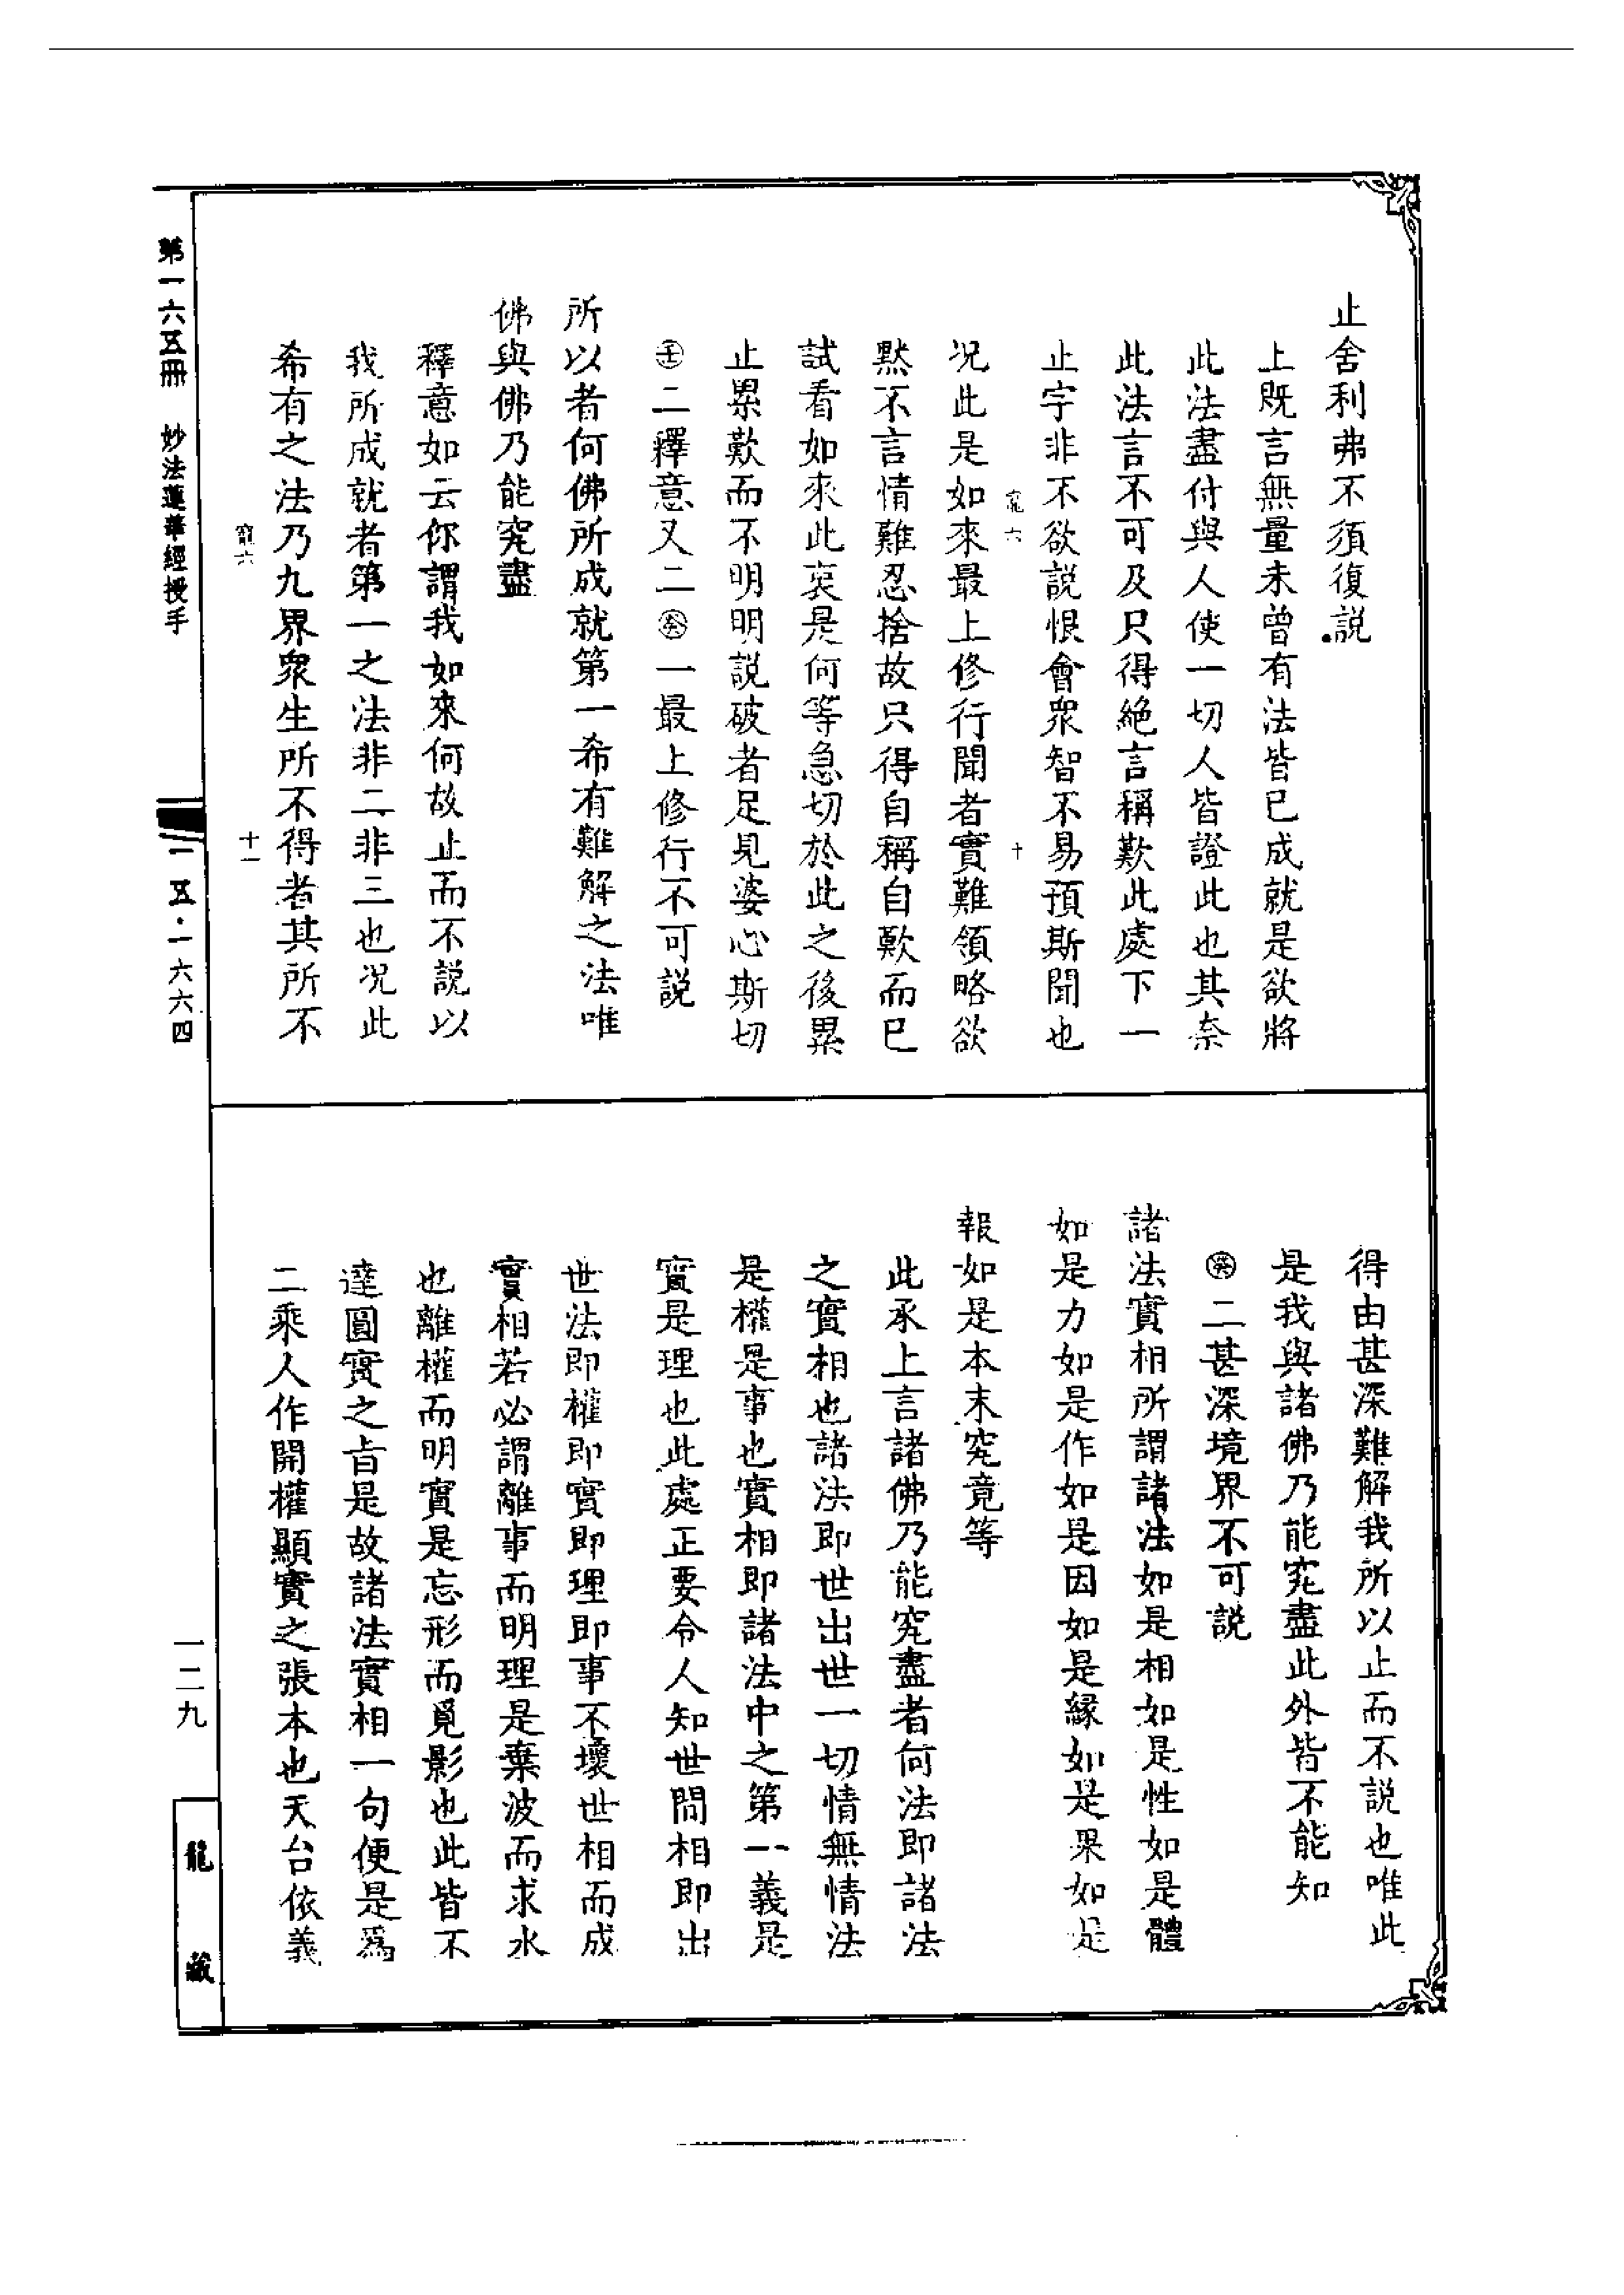 止舍利弗不須復説
上既言無量未曾有法皆已成就是欲將
此法盡付與人使一切人皆證此也其奈
此法言不可及只得絶言稱歎此處下一
止字非不欲説恨會衆智不易預斯聞也
寵六 十
况此是如來最上修行聞者實難領略欲
黙不言情難忍捨故只得自稱自歎而已
試看如來此衷是何等急切於此之後累
止累歎而不明明説破者足見婆心斯切
㊂二釋意又二㊂一最上修行不可説
所以者何佛所成就第一希有難解之法唯
佛與佛乃能究盡
釋意如云你謂我如來何故止而不説以
我所成就者第一之法非二非三也况此
希有之法乃九界衆生所不得者其所不
寵六 十一
得由甚深難解我所以止而不説也唯此
是我與諸佛乃能究盡此外皆不能知
二甚深境界不可説
諸法實相所謂諸法如是相如是性如是體
如是力如是作如是因如是縁如是果如是
報如是本末究竟等
此承上言諸佛乃能究盡者何法即諸法
之實相也諸法即世出世一切情無情法
是權是事也實相即諸法中之第一義是
實是理也此處正要令人知世間相即出
世法即權即實即理即事不壞世相而成
實相若必謂離事而明理是棄波而求水
也離權而明實是忘形而覓影也此皆不
達圓實之旨是故諸法實相一句便是爲
二乘人作開權顯實之張本也天台依義
第一六五冊 妙法蓮華經授手
一五·一六六四
一二九
龍藏